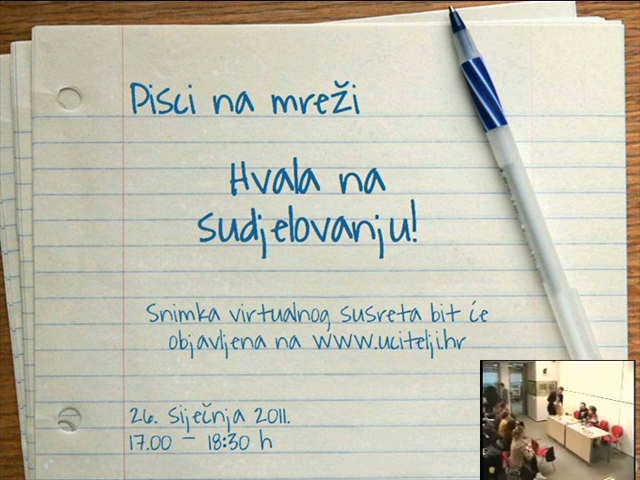 Pisci na mreži
Hvala na
sudjelovanju!
Snimka virtualnog susreta bit će
objavljena na www.ucitelji.hr
26. siječnja 2011.
17.00 - 18:30 h